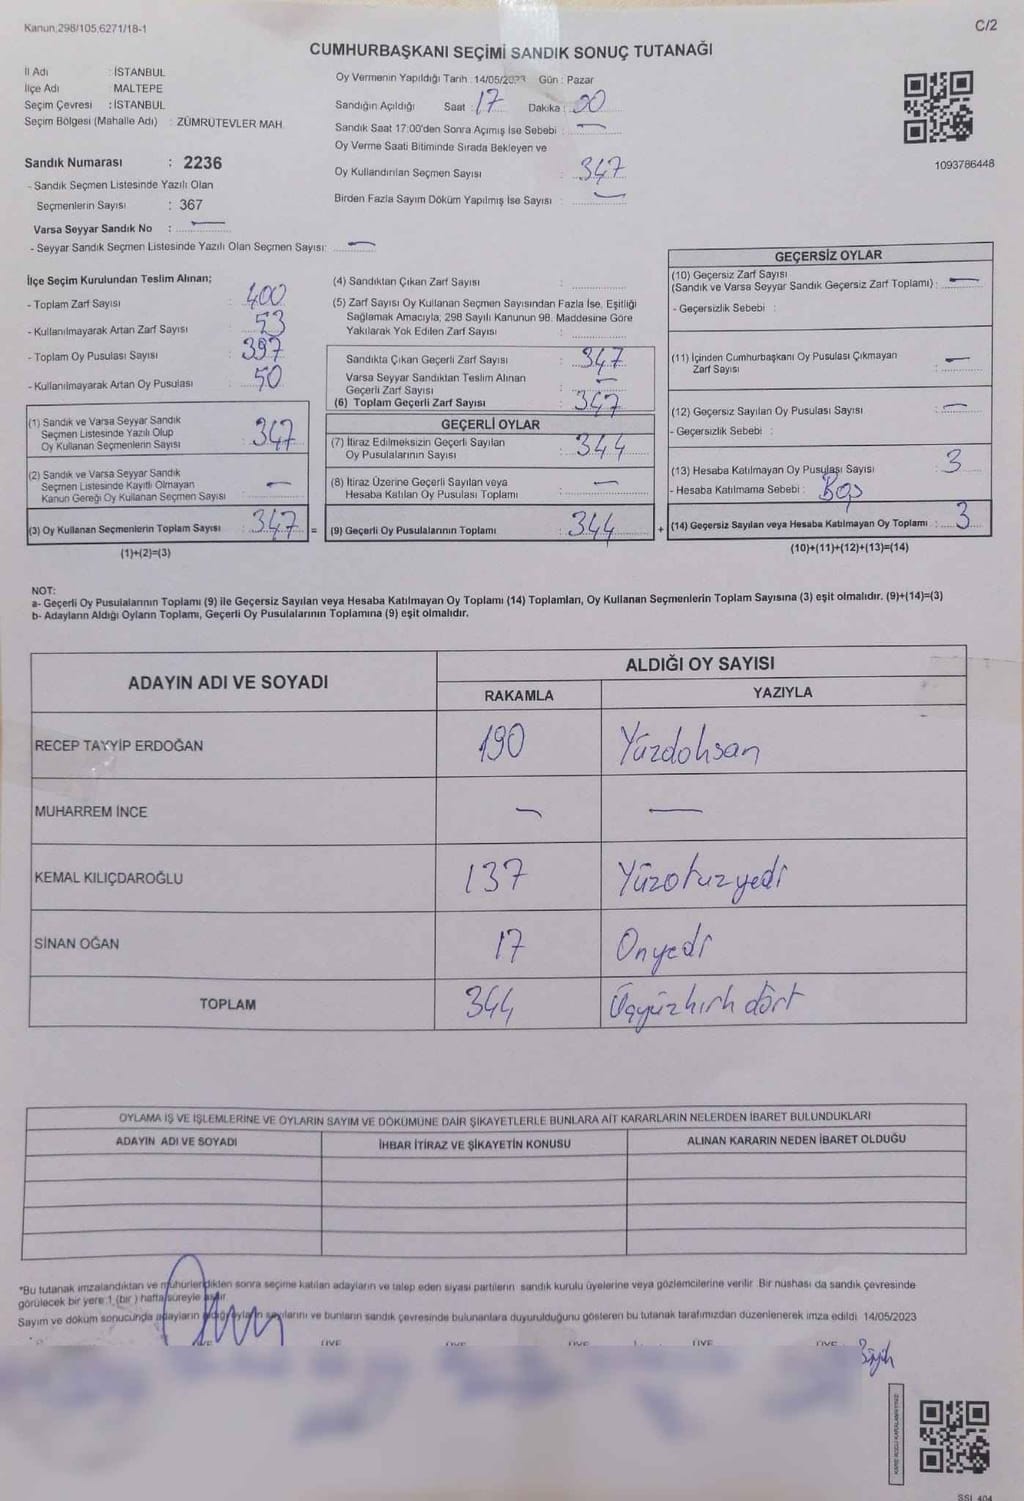 Kanun:298/105,6271/18-1
C/2
CUMHURBAŞKANI SEÇİMİ SANDIK SONUÇ TUTANAĞI
İl Adı : İSTANBUL
İlçe Adı MALTEPE
Seçim Çevresi : İSTANBUL
Seçim Bölgesi (Mahalle Adı) : ZÜMRÜTEVLER MAH.
Sandık Numarası : 2236
- Sandık Seçmen Listesinde Yazılı Olan
Seçmenlerin Sayısı : 367
Varsa Seyyar Sandık No : —
- Seyyar Sandık Seçmen Listesinde Yazılı Olan Seçmen Sayısı: —
Oy Vermenin Yapıldığı Tarih : 14/05/2023 Gün : Pazar
Sandığın Açıldığı Saat : 17 Dakika : 00
Sandık Saat 17:00'den Sonra Açımış İse Sebebi : —
Oy Verme Saati Bitiminde Sırada Bekleyen ve
Oy Kullandırılan Seçmen Sayısı : 347
Birden Fazla Sayım Döküm Yapılmış İse Sayısı : —
1093786448
İlçe Seçim Kurulundan Teslim Alınan;
- Toplam Zarf Sayısı : 400
- Kullanılmayarak Artan Zarf Sayısı : 53
- Toplam Oy Pusulası Sayısı : 397
- Kullanılmayarak Artan Oy Pusulası : 50
(1) Sandık ve Varsa Seyyar Sandık
Seçmen Listesinde Yazılı Olup
Oy Kullanan Seçmenlerin Sayısı : 347
(2) Sandık ve Varsa Seyyar Sandık
Seçmen Listesinde Kayıtlı Olmayan
Kanun Gereği Oy Kullanan Seçmen Sayısı : —
(3) Oy Kullanan Seçmenlerin Toplam Sayısı : 347 =
(1)+(2)=(3)
(4) Sandıktan Çıkan Zarf Sayısı :
(5) Zarf Sayısı Oy Kullanan Seçmen Sayısından Fazla İse, Eşitliği
Sağlamak Amacıyla; 298 Sayılı Kanunun 98. Maddesine Göre
Yakılarak Yok Edilen Zarf Sayısı :
Sandıkta Çıkan Geçerli Zarf Sayısı : 347
Varsa Seyyar Sandıktan Teslim Alınan
Geçerli Zarf Sayısı : —
(6) Toplam Geçerli Zarf Sayısı : 347
GEÇERLİ OYLAR
(7) İtiraz Edilmeksizin Geçerli Sayılan
Oy Pusulalarının Sayısı : 344
(8) İtiraz Üzerine Geçerli Sayılan veya
Hesaba Katılan Oy Pusulası Toplamı : —
(9) Geçerli Oy Pusulalarının Toplamı : 344 +
GEÇERSİZ OYLAR
(10) Geçersiz Zarf Sayısı
(Sandık ve Varsa Seyyar Sandık Geçersiz Zarf Toplamı) : —
- Geçersizlik Sebebi :
(11) İçinden Cumhurbaşkanı Oy Pusulası Çıkmayan
Zarf Sayısı : —
(12) Geçersiz Sayılan Oy Pusulası Sayısı : —
- Geçersizlik Sebebi :
(13) Hesaba Katılmayan Oy Pusulası Sayısı : 3
- Hesaba Katılmama Sebebi : Boş
(14) Geçersiz Sayılan veya Hesaba Katılmayan Oy Toplamı : 3
(10)+(11)+(12)+(13)=(14)
NOT:
a- Geçerli Oy Pusulalarının Toplamı (9) ile Geçersiz Sayılan veya Hesaba Katılmayan Oy Toplamı (14) Toplamları, Oy Kullanan Seçmenlerin Toplam Sayısına (3) eşit olmalıdır. (9)+(14)=(3)
b- Adayların Aldığı Oyların Toplamı, Geçerli Oy Pusulalarının Toplamına (9) eşit olmalıdır.
ADAYIN ADI VE SOYADI ALDIĞI OY SAYISI
RAKAMLA YAZIYLA
RECEP TAYYİP ERDOĞAN 190 Yüzdoksan
MUHARREM İNCE — —
KEMAL KILIÇDAROĞLU 137 Yüzotuzyedi
SİNAN OĞAN 17 Onyedi
TOPLAM 344 Üçyüzkırk dört
OYLAMA İŞ VE İŞLEMLERİNE VE OYLARIN SAYIM VE DÖKÜMÜNE DAİR ŞİKAYETLERLE BUNLARA AİT KARARLARIN NELERDEN İBARET BULUNDUKLARI
ADAYIN ADI VE SOYADI İHBAR İTİRAZ VE ŞİKAYETİN KONUSU ALINAN KARARIN NEDEN İBARET OLDUĞU
*Bu tutanak imzalandıktan ve mühürlendikten sonra seçime katılan adayların ve talep eden siyasi partilerin sandık kurulu üyelerine veya gözlemcilerine verilir. Bir nüshası da sandık çevresinde
görülecek bir yere 1 (bir) hafta süreyle asılır.
Sayım ve döküm sonucunda adayların aldığı oyların sayılarını ve bunların sandık çevresinde bulunanlara duyurulduğunu gösteren bu tutanak tarafımızdan düzenlenerek imza edildi. 14/05/2023
ÜYE ÜYE ÜYE ÜYE ÜYE
SSİ 404